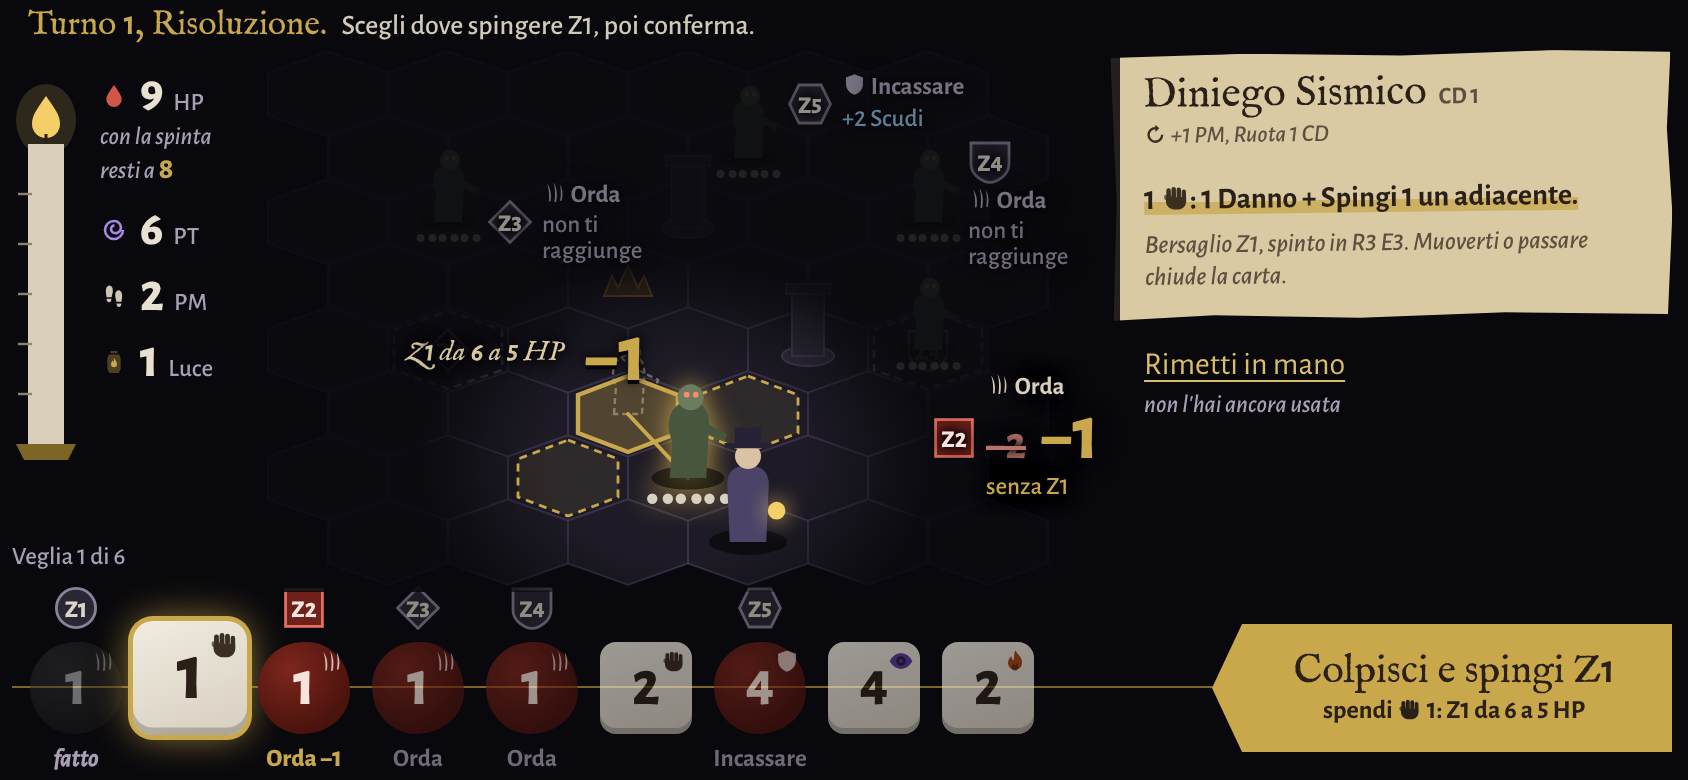 Turno 1, Risoluzione. Scegli dove spingere Z1, poi conferma.
9 HP
con la spinta
resti a 8
6 PT
2 PM
1 Luce
Z5 Incassare
+2 Scudi
Z4
Orda
non ti
raggiunge
Z3 Orda
non ti
raggiunge
Z1 da 6 a 5 HP –1
Orda
Z2 –2 –1
senza Z1
Diniego Sismico CD 1
+1 PM, Ruota 1 CD
1 : 1 Danno + Spingi 1 un adiacente.
Bersaglio Z1, spinto in R3 E3. Muoverti o passare
chiude la carta.
Rimetti in mano
non l'hai ancora usata
Veglia 1 di 6
Z1 Z2 Z3 Z4 Z5
1 1 1 1 1 2 4 4 2
fatto Orda –1 Orda Orda Incassare
Colpisci e spingi Z1
spendi 1: Z1 da 6 a 5 HP